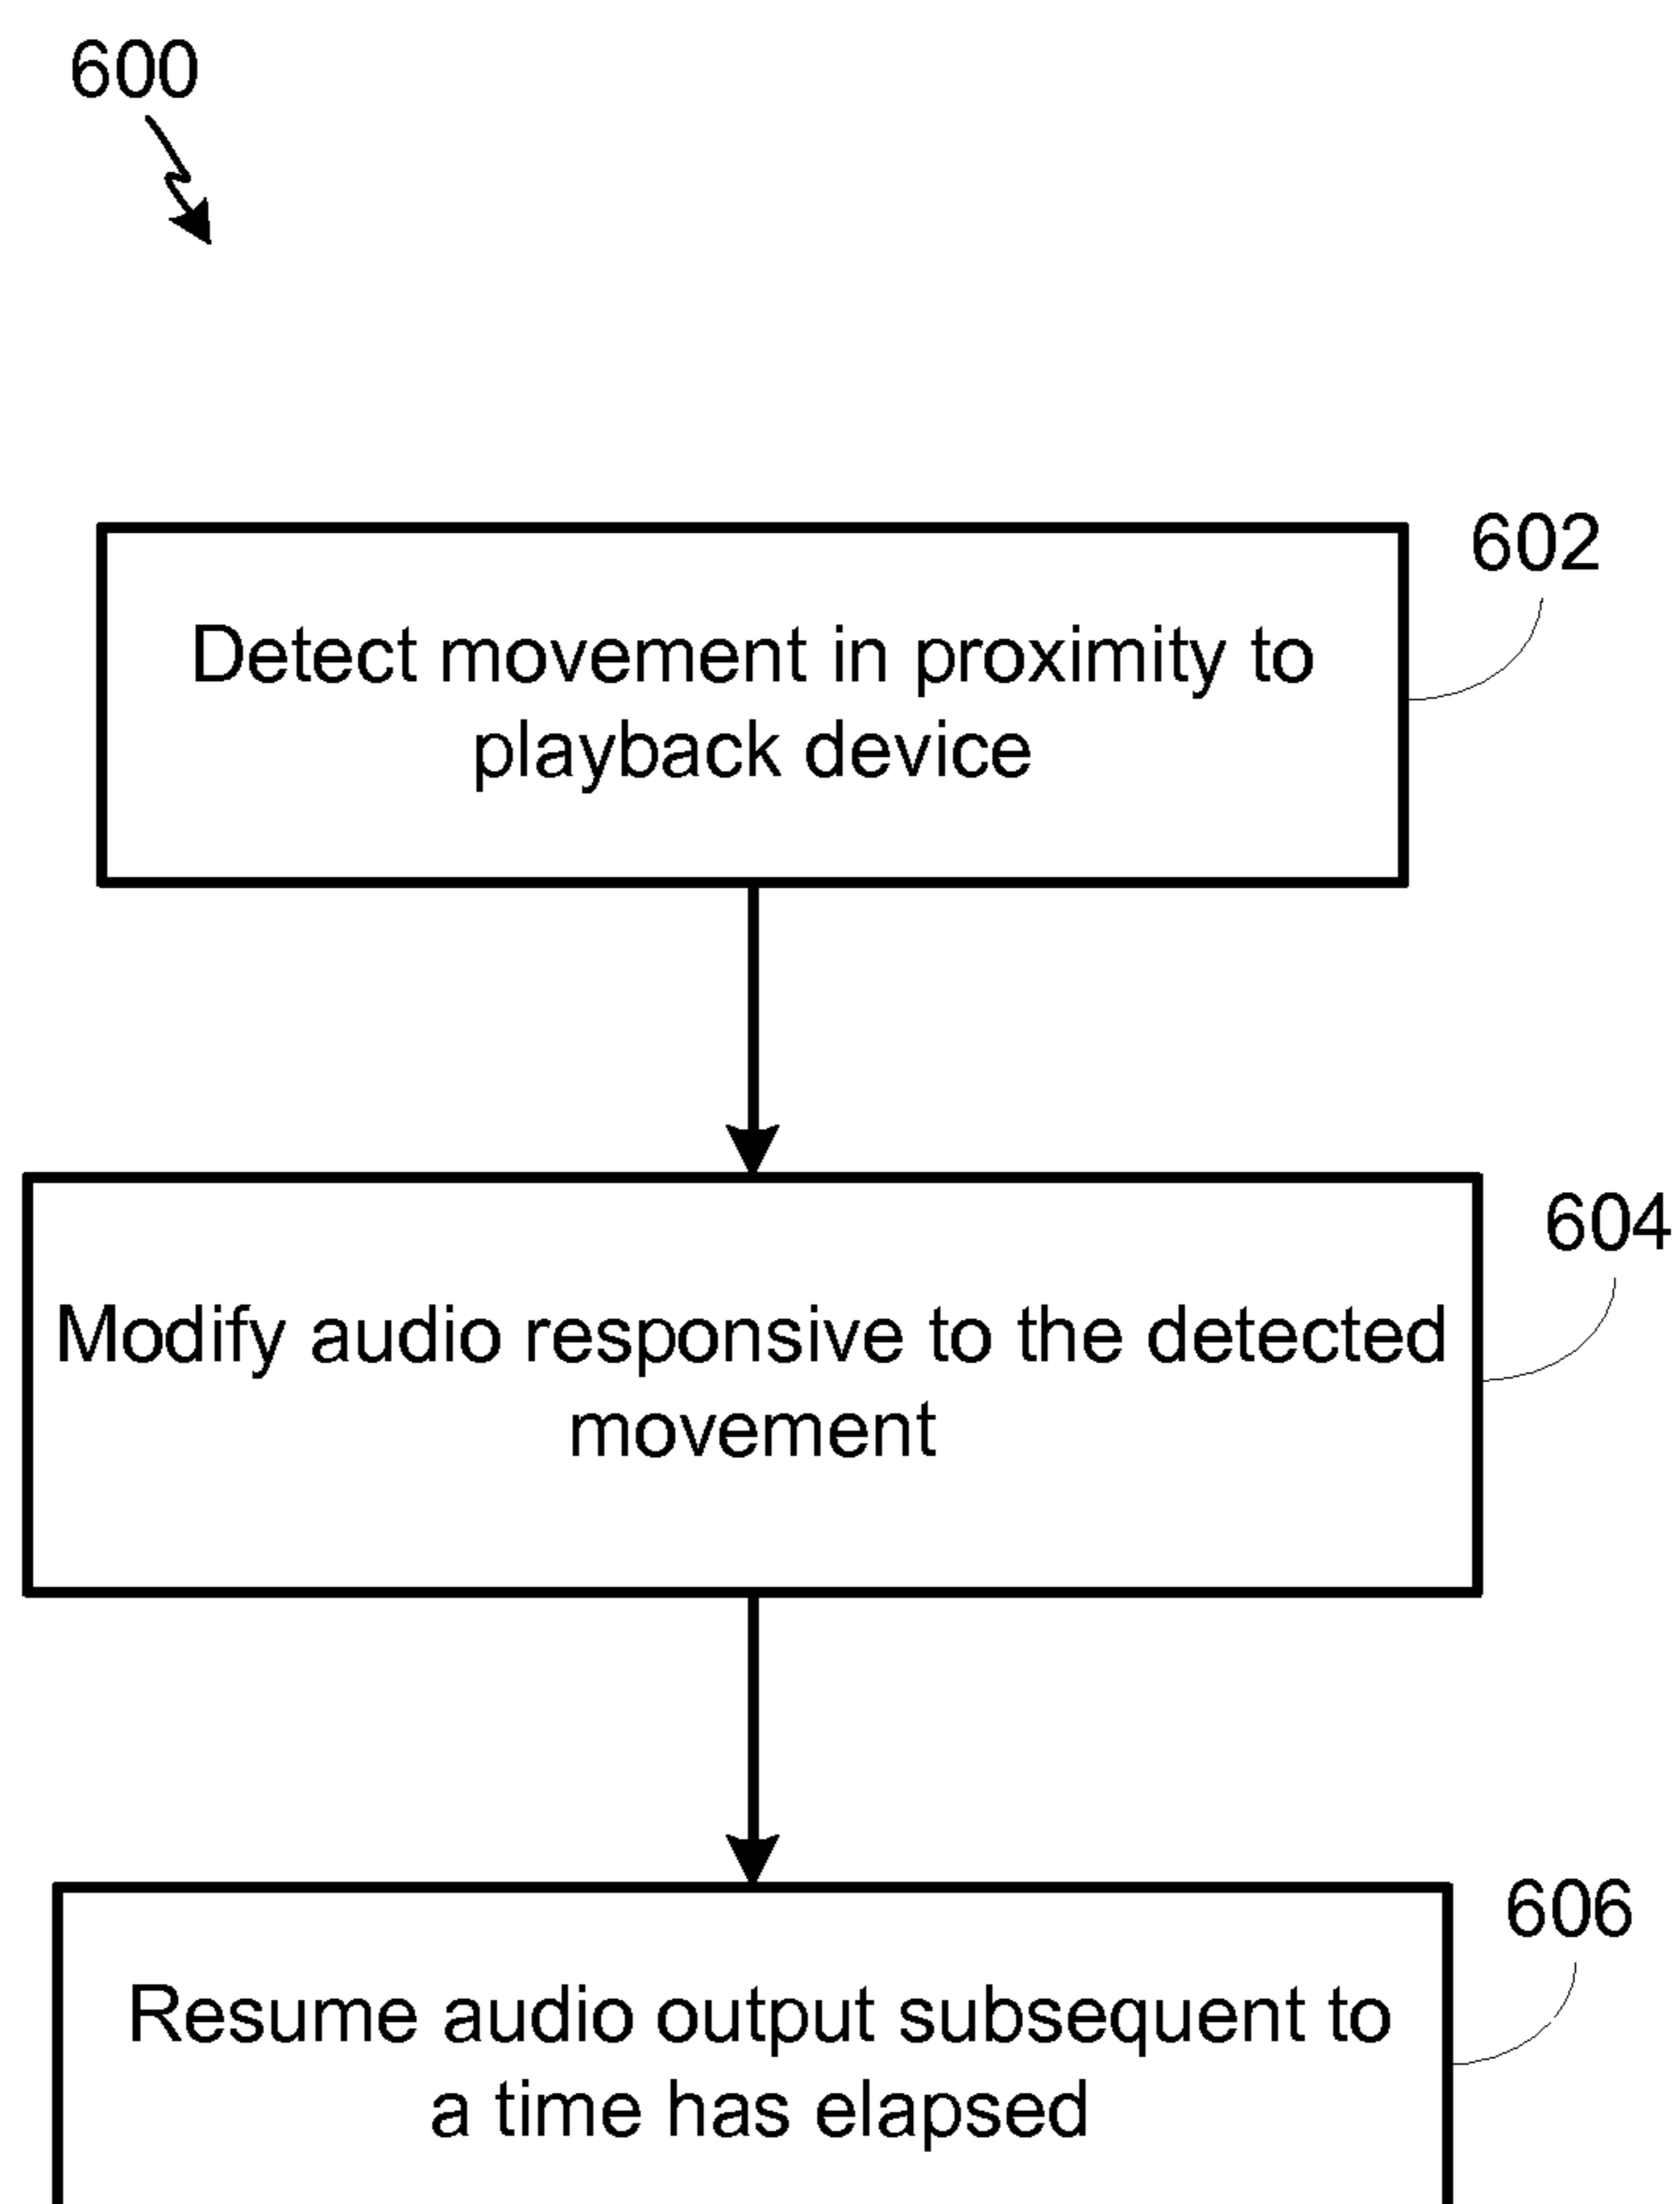 600
602
Detect movement in proximity to
playback device
604
Modify audio responsive to the detected
movement
606
Resume audio output subsequent to
a time has elapsed